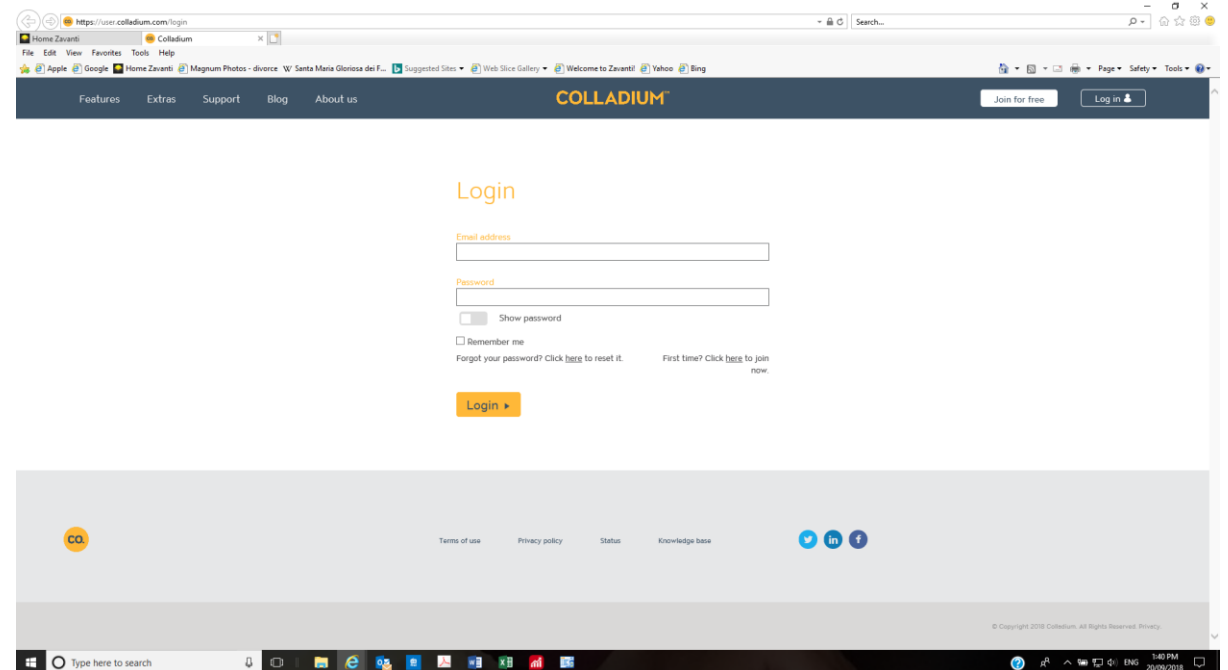 https://user.colladium.com/login
Search...
Home Zavanti
Colladium
File Edit View Favorites Tools Help
Apple Google Home Zavanti Magnum Photos - divorce W Santa Maria Gloriosa dei F... Suggested Sites Web Slice Gallery Welcome to Zavanti! Yahoo Bing Page Safety Tools
Features Extras Support Blog About us COLLADIUM Join for free Log in
Login
Email address
Password
Show password
Remember me
Forgot your password? Click here to reset it. First time? Click here to join
now.
Login
CO.
Terms of use Privacy policy Status Knowledge base
© Copyright 2018 Colladium. All Rights Reserved. Privacy.
Type here to search
ENG 1:40 PM
20/09/2018